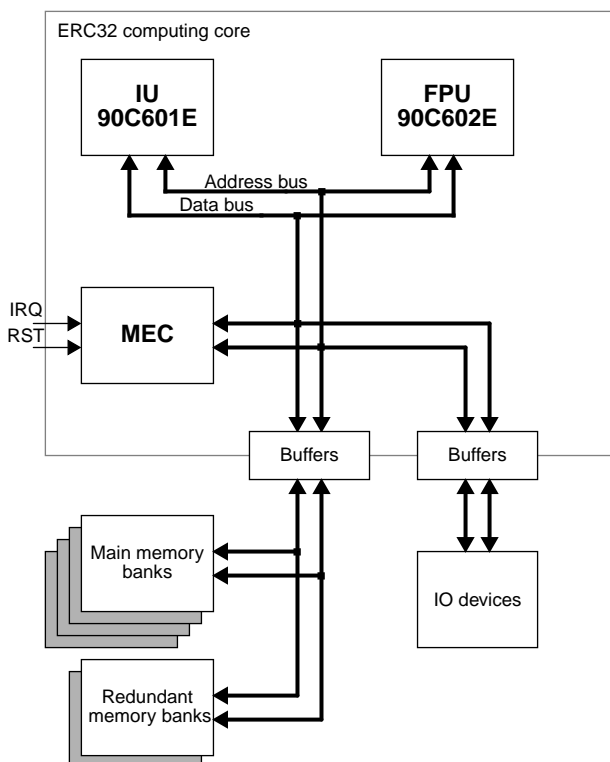 ERC32 computing core
IU
90C601E
FPU
90C602E
Address bus
Data bus
IRQ
RST
MEC
Buffers
Buffers
Main memory
banks
IO devices
Redundant
memory banks